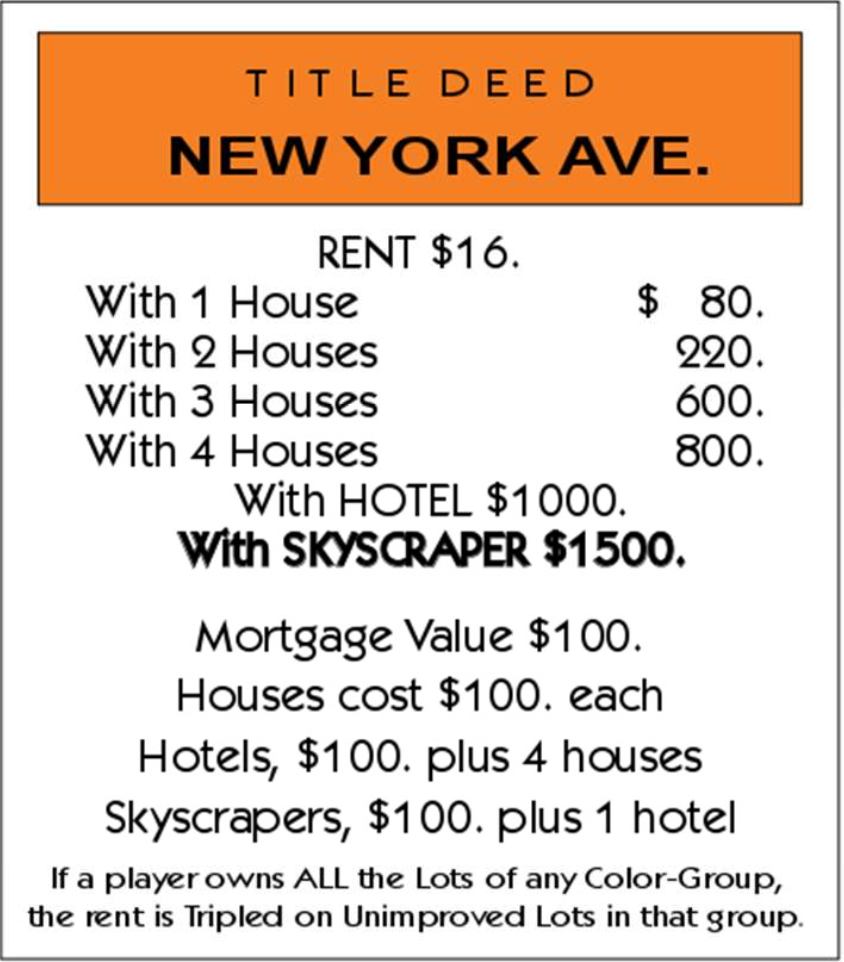 TITLE DEED
NEW YORK AVE.
RENT $16.
With 1 House $ 80.
With 2 Houses 220.
With 3 Houses 600.
With 4 Houses 800.
With HOTEL $1000.
With SKYSCRAPER $1500.
Mortgage Value $100.
Houses cost $100. each
Hotels, $100. plus 4 houses
Skyscrapers, $100. plus 1 hotel
If a player owns ALL the Lots of any Color-Group,
the rent is Tripled on Unimproved Lots in that group.